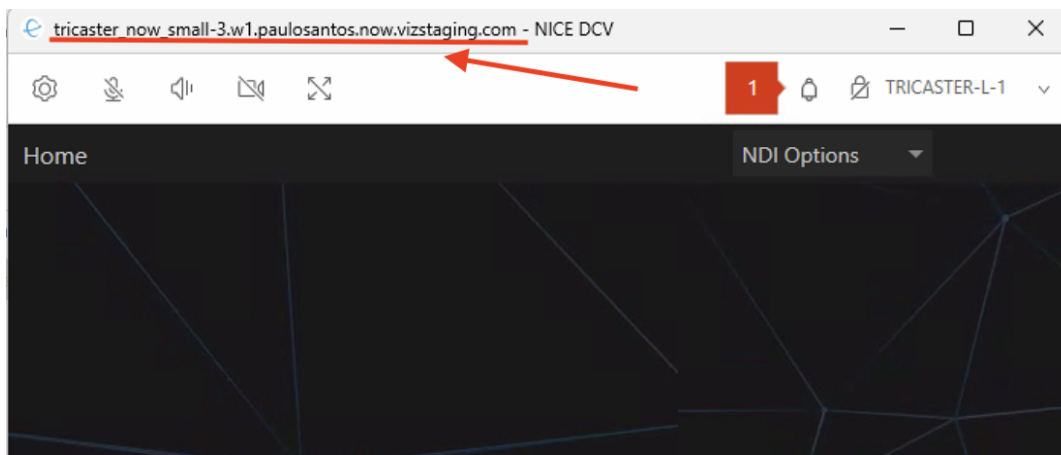 tricaster_now_small-3.w1.paulosantos.now.vizstaging.com - NICE DCV
1 TRICASTER-L-1
Home NDI Options